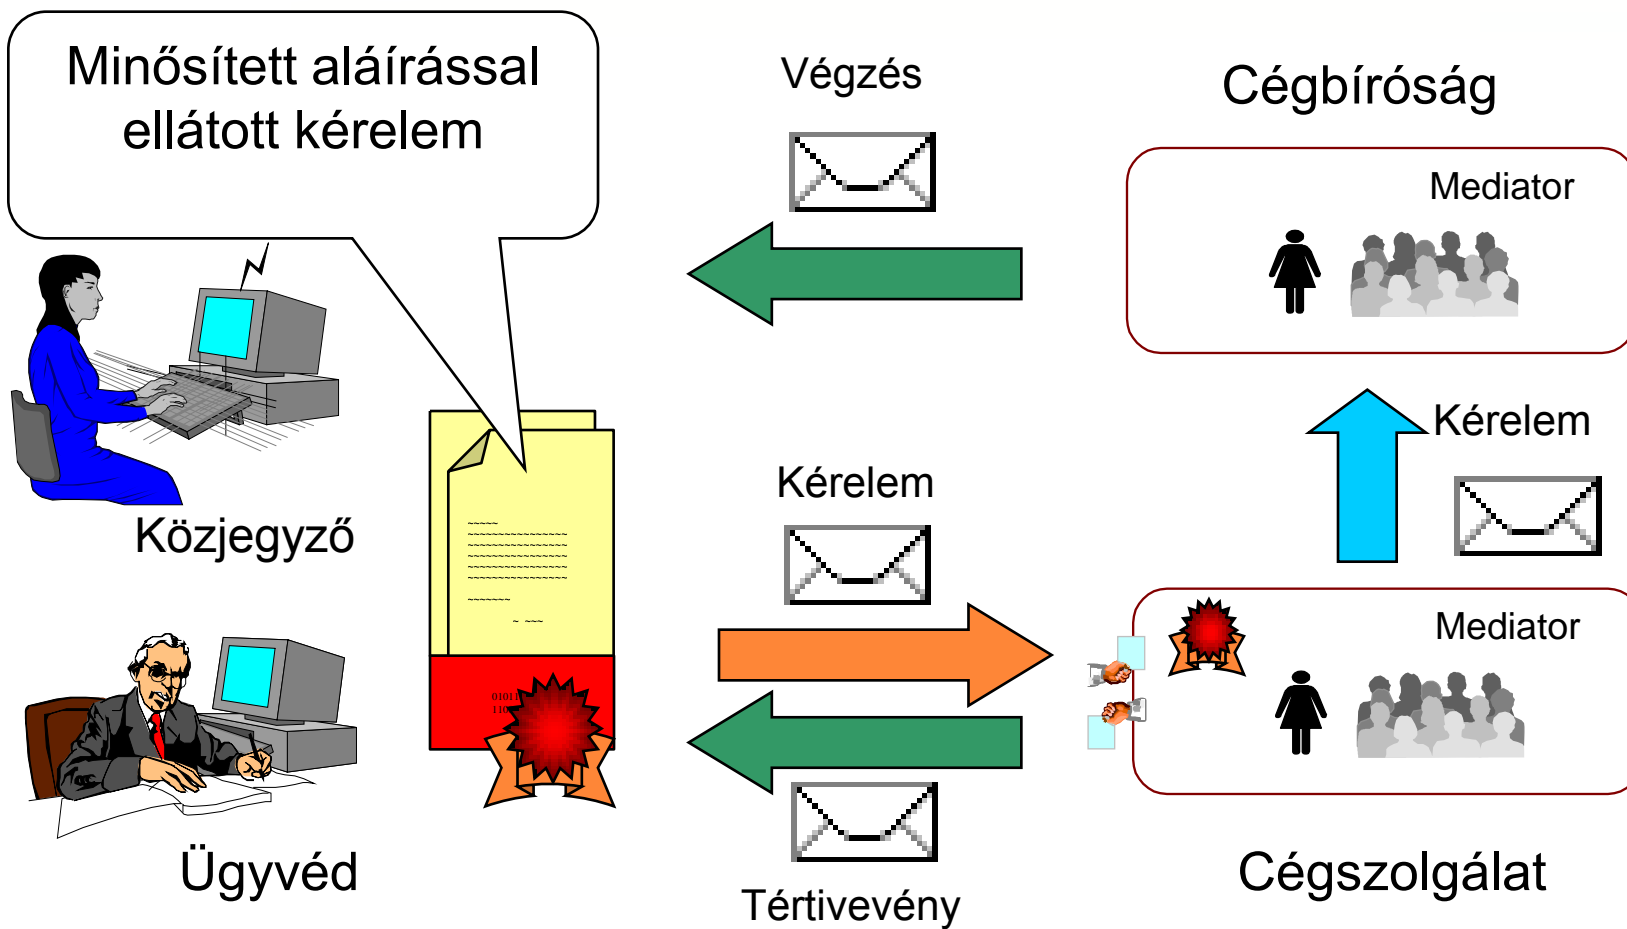 Minősített aláírással
ellátott kérelem
Végzés
Cégbíróság
Mediator
Kérelem
Közjegyző
Kérelem
Mediator
Ügyvéd
Tértivevény
Cégszolgálat